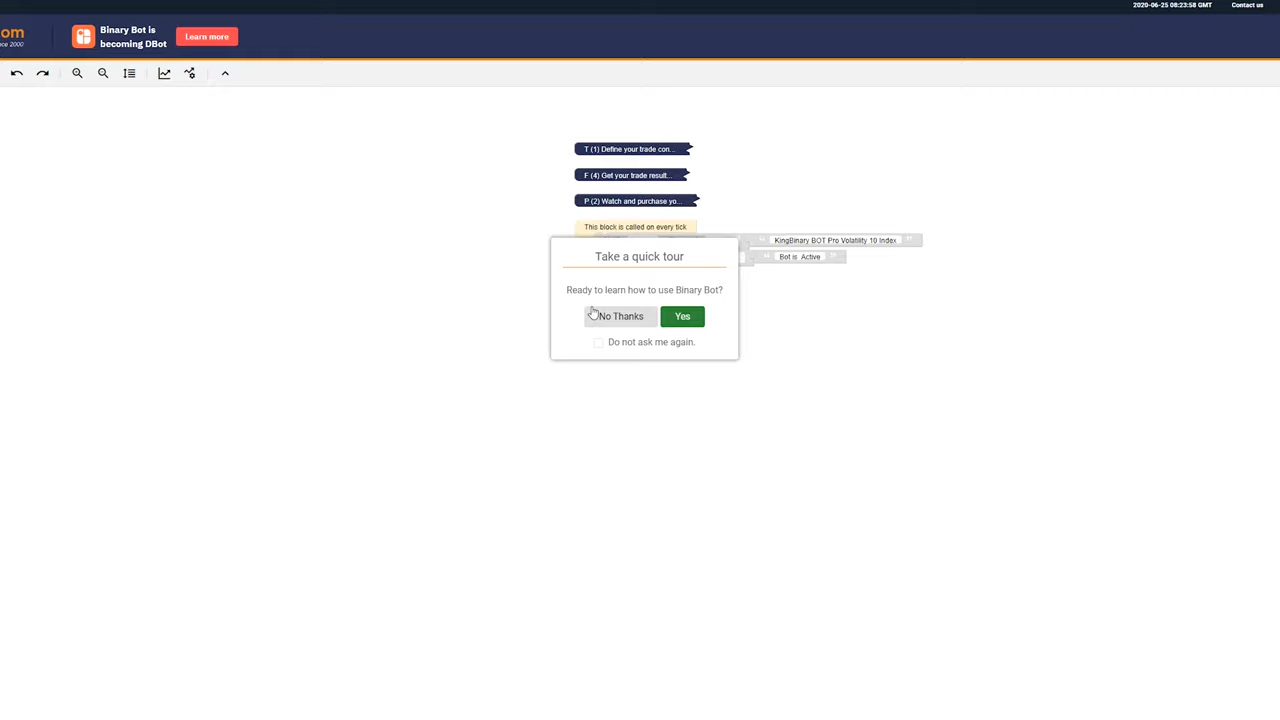 2020-06-25 08:23:58 GMT
Contact us
om
since 2000
Binary Bot is
becoming DBot
Learn more
T (1) Define your trade con...
F (4) Get your trade result...
P (2) Watch and purchase yo...
This block is called on every tick
KingBinary BOT Pro Volatility 10 Index
Bot is Active
Take a quick tour
Ready to learn how to use Binary Bot?
No Thanks
Yes
Do not ask me again.